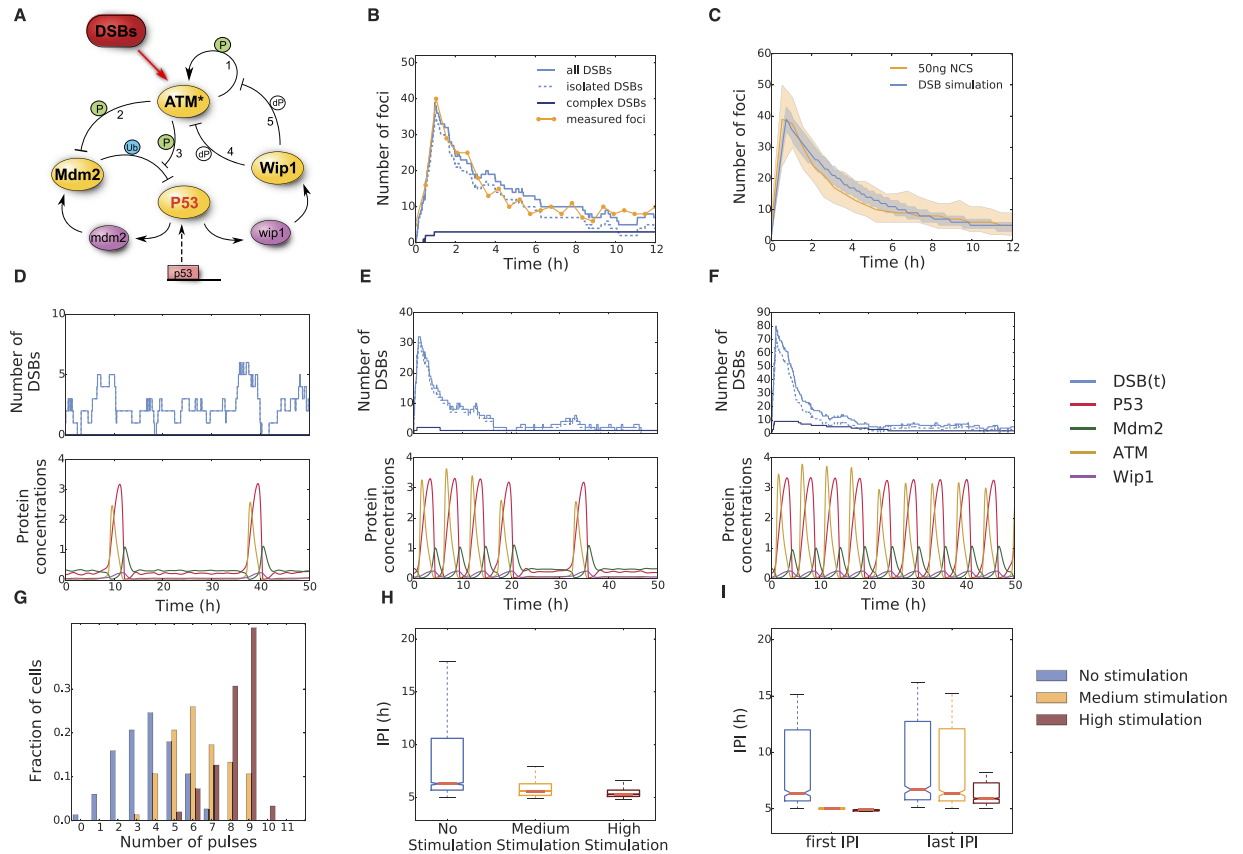 A
DSBs
P
1
ATM*
dP
P
2
5
P
3
Ub
dP
4
Mdm2
Wip1
P53
mdm2
wip1
p53
B
Number of foci
50
40
30
20
10
0
all DSBs
isolated DSBs
complex DSBs
measured foci
0 2 4 6 8 10 12
Time (h)
C
Number of foci
60
50
40
30
20
10
0
50ng NCS
DSB simulation
0 2 4 6 8 10 12
Time (h)
D
Number of
DSBs
10
5
0
Protein
concentrations
4
3
2
1
0
0 10 20 30 40 50
Time (h)
E
Number of
DSBs
40
30
20
10
0
Protein
concentrations
4
3
2
1
0
0 10 20 30 40 50
Time (h)
F
Number of
DSBs
90
80
70
60
50
40
30
20
10
0
Protein
concentrations
4
3
2
1
0
0 10 20 30 40 50
Time (h)
DSB(t)
P53
Mdm2
ATM
Wip1
G
Fraction of cells
0.3
0.2
0.1
0.0
0 1 2 3 4 5 6 7 8 9 10 11
Number of pulses
H
IPI (h)
20
15
10
5
No
Stimulation
Medium
Stimulation
High
Stimulation
I
IPI (h)
20
15
10
5
first IPI
last IPI
No stimulation
Medium stimulation
High stimulation